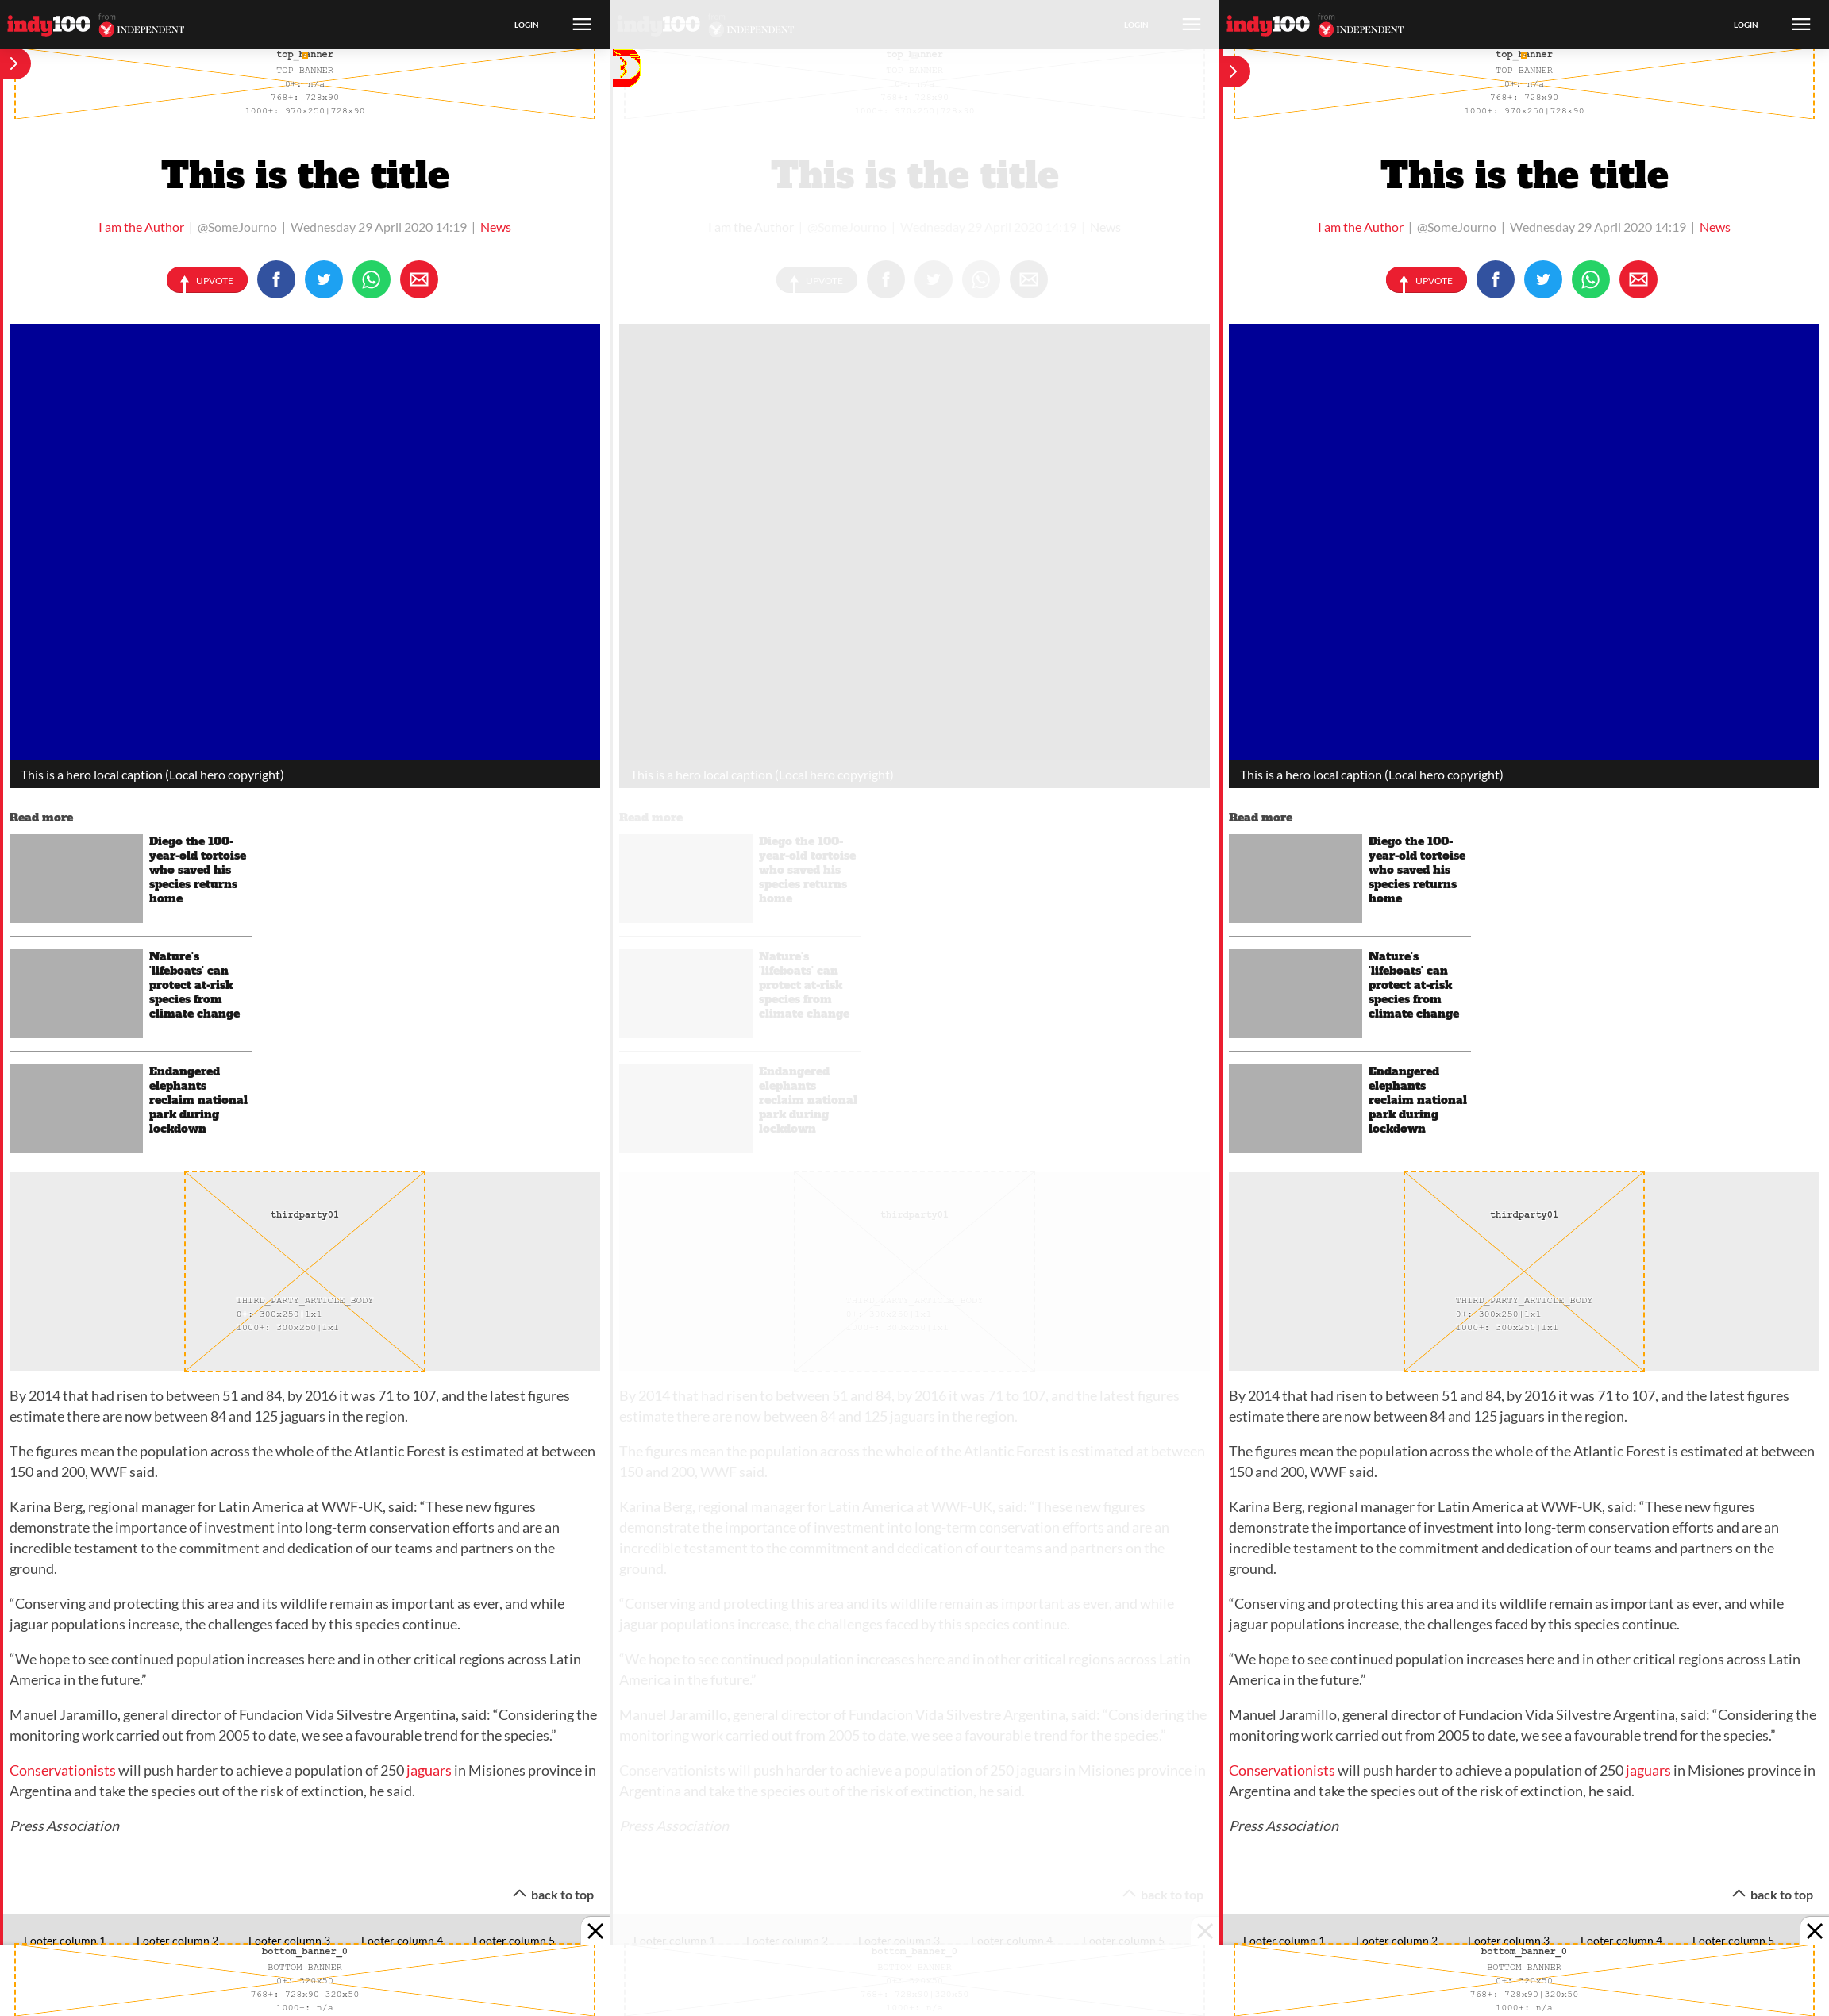 indy100
from
INDEPENDENT
LOGIN
top_banner
TOP_BANNER
0+: n/a
768+: 728x90
1000+: 970x250|728x90
This is the title
I am the Author | @SomeJourno | Wednesday 29 April 2020 14:19 | News
UPVOTE
This is a hero local caption (Local hero copyright)
Read more
Diego the 100-
year-old tortoise
who saved his
species returns
home
Nature's
'lifeboats' can
protect at-risk
species from
climate change
Endangered
elephants
reclaim national
park during
lockdown
thirdparty01
THIRD_PARTY_ARTICLE_BODY
0+: 300x250|1x1
1000+: 300x250|1x1
By 2014 that had risen to between 51 and 84, by 2016 it was 71 to 107, and the latest figures
estimate there are now between 84 and 125 jaguars in the region.
The figures mean the population across the whole of the Atlantic Forest is estimated at between
150 and 200, WWF said.
Karina Berg, regional manager for Latin America at WWF-UK, said: “These new figures
demonstrate the importance of investment into long-term conservation efforts and are an
incredible testament to the commitment and dedication of our teams and partners on the
ground.
“Conserving and protecting this area and its wildlife remain as important as ever, and while
jaguar populations increase, the challenges faced by this species continue.
“We hope to see continued population increases here and in other critical regions across Latin
America in the future.”
Manuel Jaramillo, general director of Fundacion Vida Silvestre Argentina, said: “Considering the
monitoring work carried out from 2005 to date, we see a favourable trend for the species.”
Conservationists will push harder to achieve a population of 250 jaguars in Misiones province in
Argentina and take the species out of the risk of extinction, he said.
Press Association
back to top
Footer column 1 Footer column 2 Footer column 3 Footer column 4 Footer column 5
bottom_banner_0
BOTTOM_BANNER
0+: 320x50
768+: 728x90|320x50
1000+: n/a
indy100
from
INDEPENDENT
LOGIN
top_banner
TOP_BANNER
0+: n/a
768+: 728x90
1000+: 970x250|728x90
This is the title
I am the Author | @SomeJourno | Wednesday 29 April 2020 14:19 | News
UPVOTE
This is a hero local caption (Local hero copyright)
Read more
Diego the 100-
year-old tortoise
who saved his
species returns
home
Nature's
'lifeboats' can
protect at-risk
species from
climate change
Endangered
elephants
reclaim national
park during
lockdown
thirdparty01
THIRD_PARTY_ARTICLE_BODY
0+: 300x250|1x1
1000+: 300x250|1x1
By 2014 that had risen to between 51 and 84, by 2016 it was 71 to 107, and the latest figures
estimate there are now between 84 and 125 jaguars in the region.
The figures mean the population across the whole of the Atlantic Forest is estimated at between
150 and 200, WWF said.
Karina Berg, regional manager for Latin America at WWF-UK, said: “These new figures
demonstrate the importance of investment into long-term conservation efforts and are an
incredible testament to the commitment and dedication of our teams and partners on the
ground.
“Conserving and protecting this area and its wildlife remain as important as ever, and while
jaguar populations increase, the challenges faced by this species continue.
“We hope to see continued population increases here and in other critical regions across Latin
America in the future.”
Manuel Jaramillo, general director of Fundacion Vida Silvestre Argentina, said: “Considering the
monitoring work carried out from 2005 to date, we see a favourable trend for the species.”
Conservationists will push harder to achieve a population of 250 jaguars in Misiones province in
Argentina and take the species out of the risk of extinction, he said.
Press Association
back to top
Footer column 1 Footer column 2 Footer column 3 Footer column 4 Footer column 5
bottom_banner_0
BOTTOM_BANNER
0+: 320x50
768+: 728x90|320x50
1000+: n/a
indy100
from
INDEPENDENT
LOGIN
top_banner
TOP_BANNER
0+: n/a
768+: 728x90
1000+: 970x250|728x90
This is the title
I am the Author | @SomeJourno | Wednesday 29 April 2020 14:19 | News
UPVOTE
This is a hero local caption (Local hero copyright)
Read more
Diego the 100-
year-old tortoise
who saved his
species returns
home
Nature's
'lifeboats' can
protect at-risk
species from
climate change
Endangered
elephants
reclaim national
park during
lockdown
thirdparty01
THIRD_PARTY_ARTICLE_BODY
0+: 300x250|1x1
1000+: 300x250|1x1
By 2014 that had risen to between 51 and 84, by 2016 it was 71 to 107, and the latest figures
estimate there are now between 84 and 125 jaguars in the region.
The figures mean the population across the whole of the Atlantic Forest is estimated at between
150 and 200, WWF said.
Karina Berg, regional manager for Latin America at WWF-UK, said: “These new figures
demonstrate the importance of investment into long-term conservation efforts and are an
incredible testament to the commitment and dedication of our teams and partners on the
ground.
“Conserving and protecting this area and its wildlife remain as important as ever, and while
jaguar populations increase, the challenges faced by this species continue.
“We hope to see continued population increases here and in other critical regions across Latin
America in the future.”
Manuel Jaramillo, general director of Fundacion Vida Silvestre Argentina, said: “Considering the
monitoring work carried out from 2005 to date, we see a favourable trend for the species.”
Conservationists will push harder to achieve a population of 250 jaguars in Misiones province in
Argentina and take the species out of the risk of extinction, he said.
Press Association
back to top
Footer column 1 Footer column 2 Footer column 3 Footer column 4 Footer column 5
bottom_banner_0
BOTTOM_BANNER
0+: 320x50
768+: 728x90|320x50
1000+: n/a